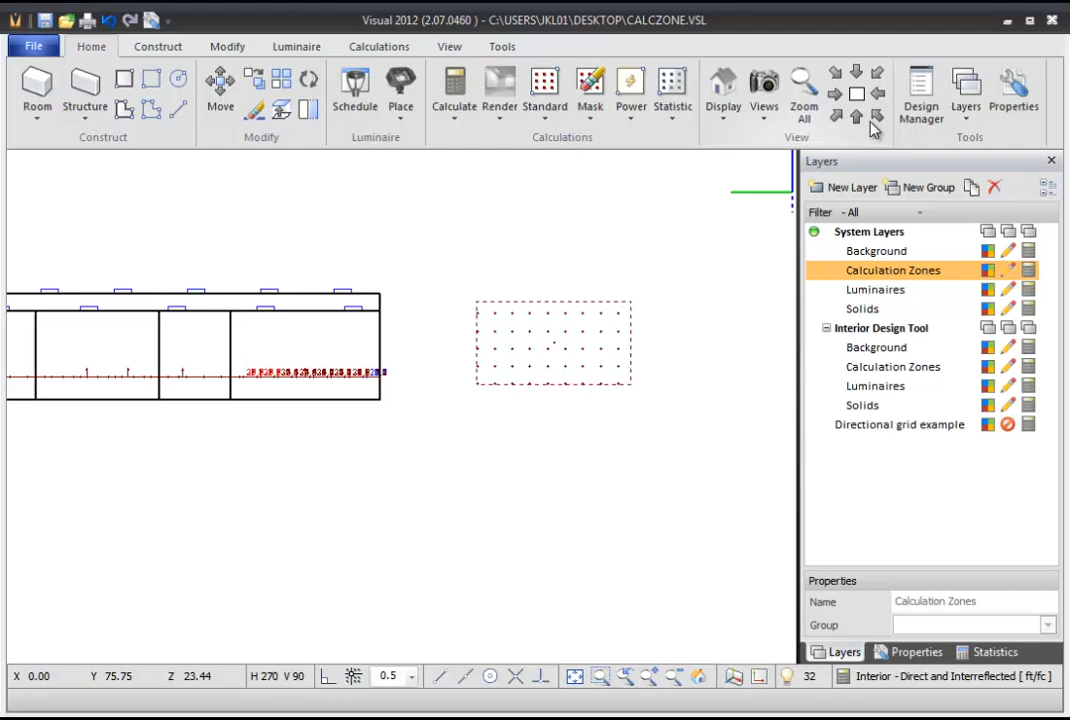 Visual 2012 (2.07.0460) - C:\USERS\JKL01\DESKTOP\CALCZONE.VSL
File Home Construct Modify Luminaire Calculations View Tools
Room Structure Move Schedule Place Calculate Render Standard Mask Power Statistic Display Views Zoom All Design Manager Layers Properties
Construct Modify Luminaire Calculations View Tools
Layers
New Layer New Group
Filter - All
System Layers
Background
Calculation Zones
Luminaires
Solids
Interior Design Tool
Background
Calculation Zones
Luminaires
Solids
Directional grid example
Properties
Name Calculation Zones
Group
Layers Properties Statistics
X 0.00 Y 75.75 Z 23.44 H 270 V 90 0.5 32 Interior - Direct and Interreflected [ ft/fc ]